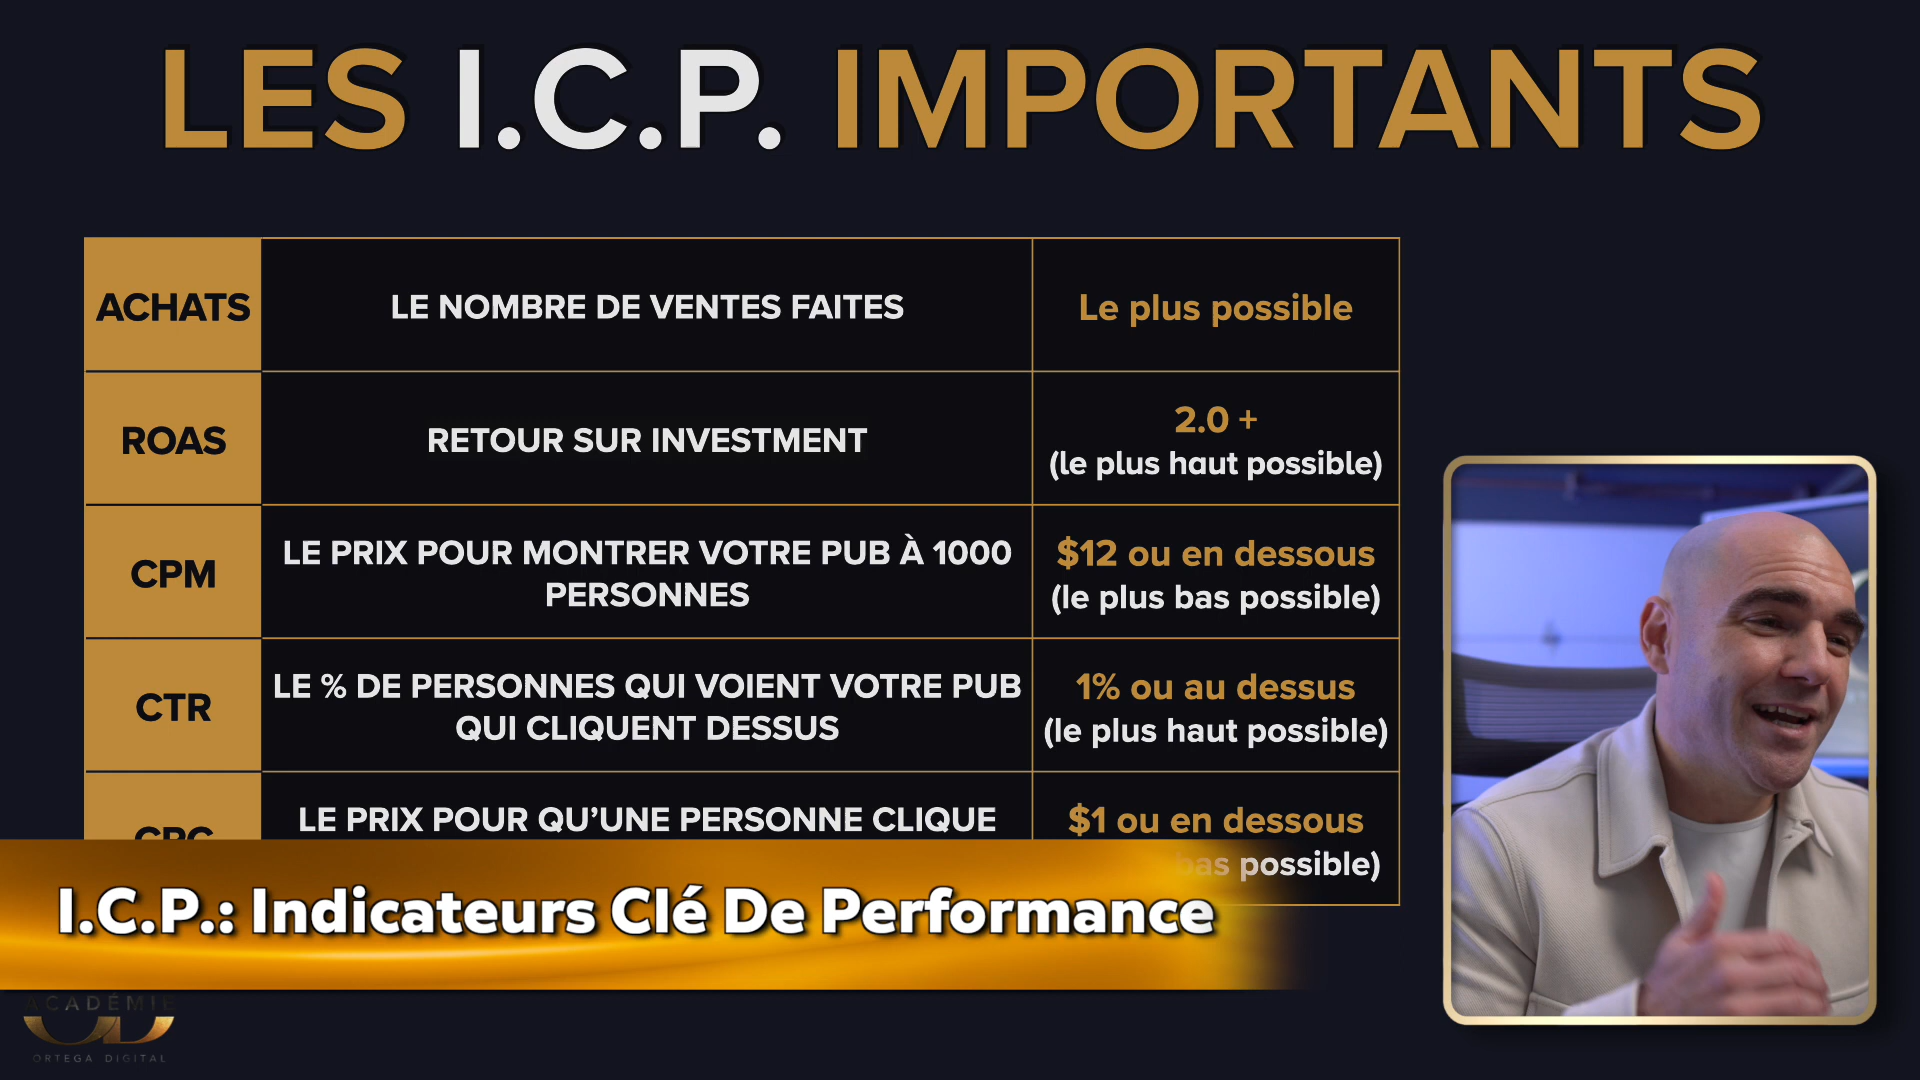 LES I.C.P. IMPORTANTS
ACHATS
LE NOMBRE DE VENTES FAITES
Le plus possible
ROAS
RETOUR SUR INVESTMENT
2.0 +
(le plus haut possible)
CPM
LE PRIX POUR MONTRER VOTRE PUB À 1000
PERSONNES
$12 ou en dessous
(le plus bas possible)
CTR
LE % DE PERSONNES QUI VOIENT VOTRE PUB
QUI CLIQUENT DESSUS
1% ou au dessus
(le plus haut possible)
CPC
LE PRIX POUR QU’UNE PERSONNE CLIQUE
$1 ou en dessous
bas possible)
I.C.P.: Indicateurs Clé De Performance
ACADÉMIE
OD
ORTEGA DIGITAL